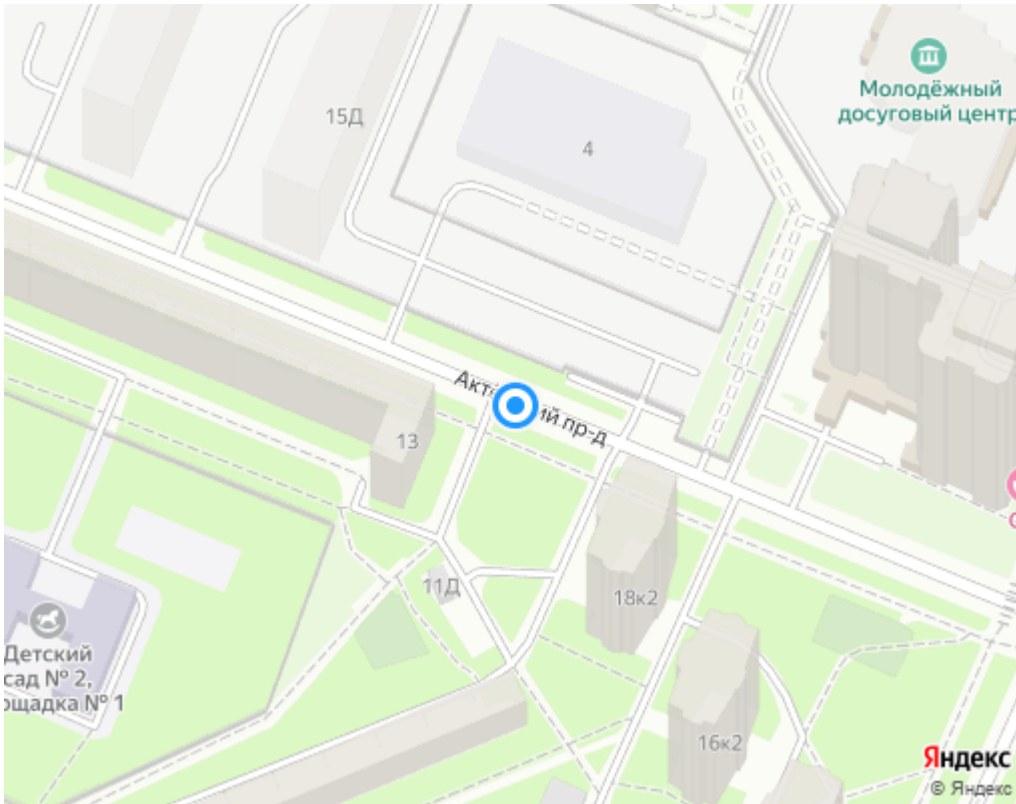 Молодёжный
досуговый центр
15Д
4
13
11Д
18к2
Детский
сад № 2,
16к2
Яндекс
© Яндекс